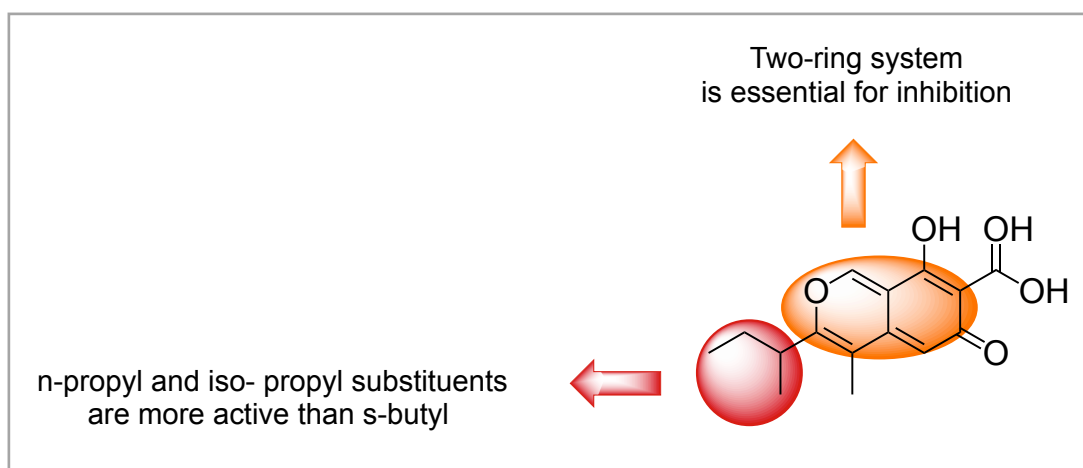 Two-ring system
is essential for inhibition
OH
OH
O
OH
O
n-propyl and iso- propyl substituents
are more active than s-butyl